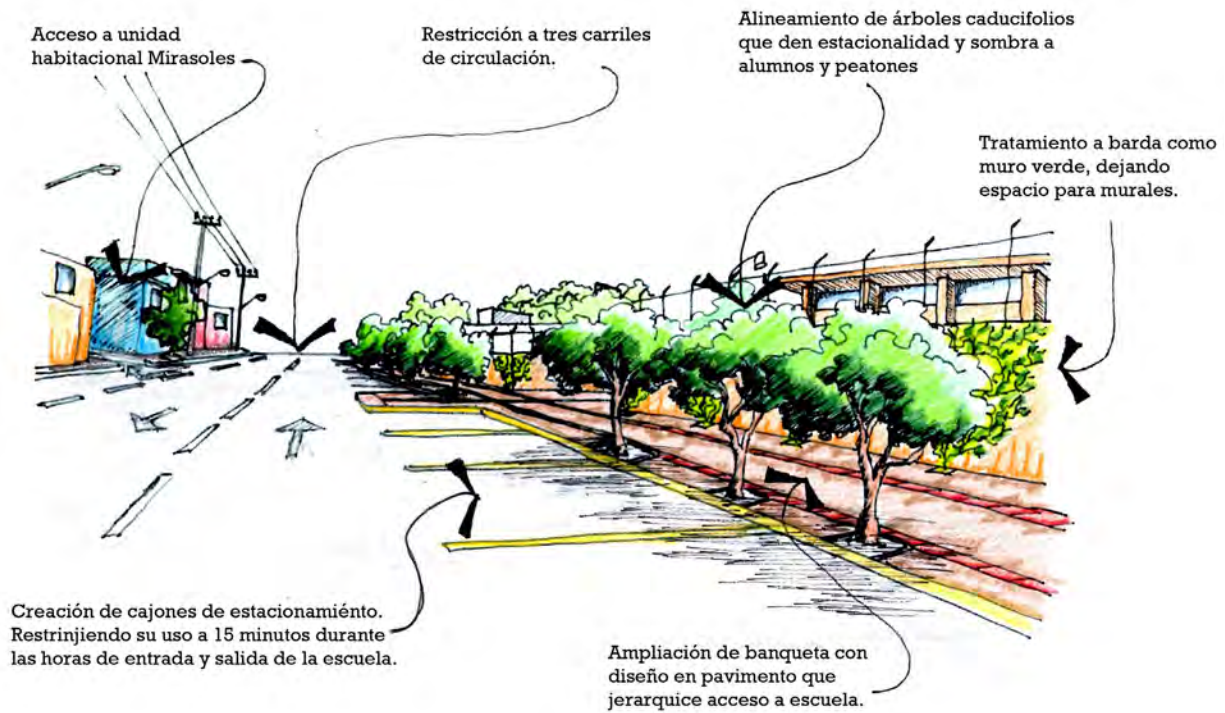 Acceso a unidad
habitacional Mirasoles
Restricción a tres carriles
de circulación.
Alineamiento de árboles caducifolios
que den estacionalidad y sombra a
alumnos y peatones
Tratamiento a barda como
muro verde, dejando
espacio para murales.
Creación de cajones de estacionamiénto.
Restrinjiendo su uso a 15 minutos durante
las horas de entrada y salida de la escuela.
Ampliación de banqueta con
diseño en pavimento que
jerarquice acceso a escuela.